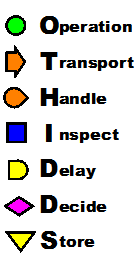 Operation
Transport
Handle
Inspect
Delay
Decide
Store